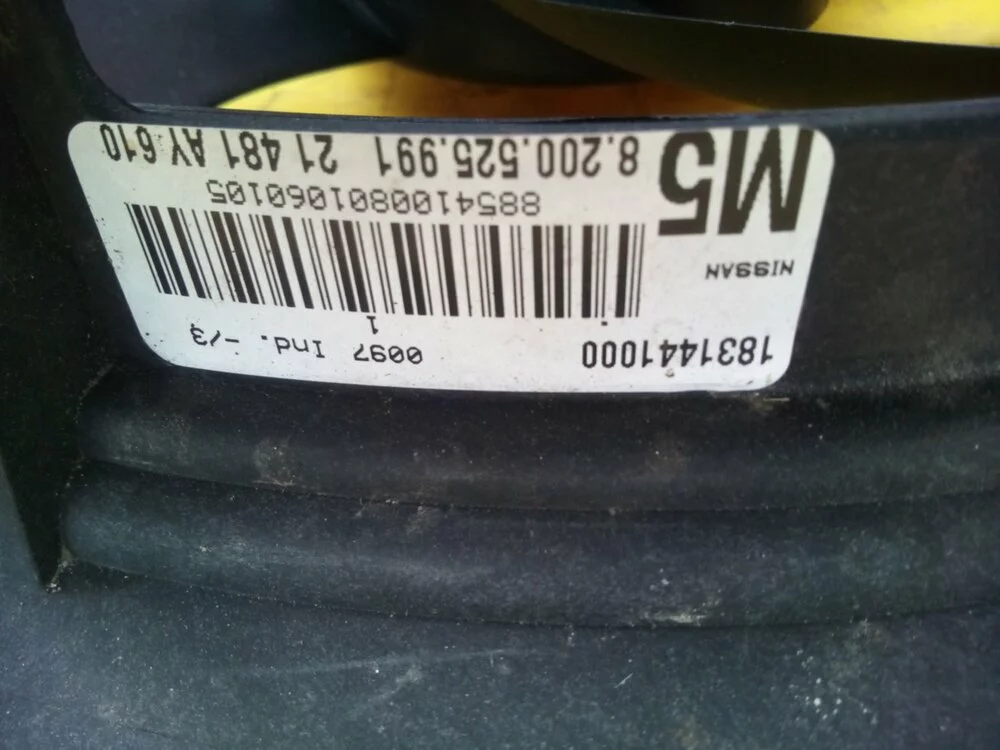 1831441000 0097 Ind. -/3
1
NISSAN
8854100801060105
M5 8.200.525.991 21 481 AY 610